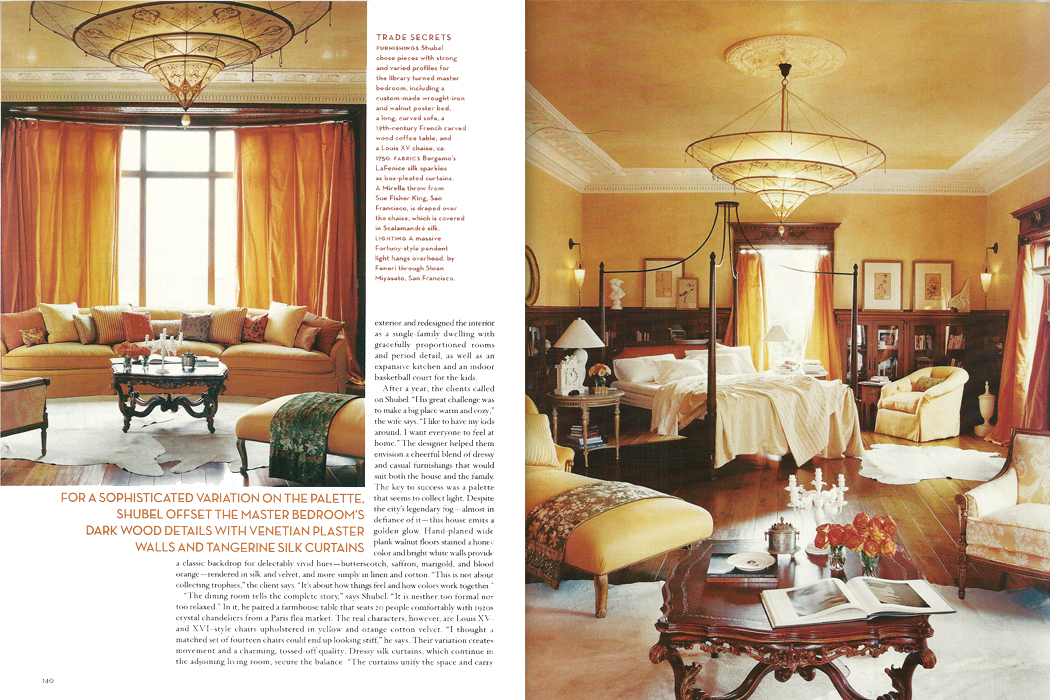 TRADE SECRETS
FURNISHINGS Shubel
chose pieces with strong
and varied profiles for
the library turned master
bedroom, including a
custom-made wrought-iron
and walnut poster bed,
a long, curved sofa, a
19th-century French carved
wood coffee table, and
a Louis XV chaise, ca.
1750. FABRICS Bergamo's
LaFenice silk sparkles
as box-pleated curtains.
A Mirella throw from
Sue Fisher King, San
Francisco, is draped over
the chaise, which is covered
in Scalamandré silk.
LIGHTING A massive
Fortuny-style pendant
light hangs overhead, by
Faneri through Sloan
Miyasato, San Francisco.
exterior and redesigned the interior
as a single-family dwelling with
gracefully proportioned rooms
and period detail, as well as an
expansive kitchen and an indoor
basketball court for the kids.
After a year, the clients called
on Shubel. "His great challenge was
to make a big place warm and cozy,"
the wife says. "I like to have my kids
around. I want everyone to feel at
home." The designer helped them
envision a cheerful blend of dressy
and casual furnishings that would
suit both the house and the family.
The key to success was a palette
that seems to collect light. Despite
the city's legendary fog—almost in
defiance of it—this house emits a
golden glow. Hand-planed wide
plank walnut floors stained a honey
color and bright white walls provide
a classic backdrop for delectably vivid hues—butterscotch, saffron, marigold, and blood
orange—rendered in silk and velvet, and more simply in linen and cotton. "This is not about
collecting trophies," the client says. "It's about how things feel and how colors work together."
"The dining room tells the complete story," says Shubel. "It is neither too formal nor
too relaxed." In it, he paired a farmhouse table that seats 20 people comfortably with 1920s
crystal chandeliers from a Paris flea market. The real characters, however, are Louis XV-
and XVI-style chairs upholstered in yellow and orange cotton velvet. "I thought a
matched set of fourteen chairs could end up looking stiff," he says. Their variation creates
movement and a charming, tossed-off quality. Dressy silk curtains, which continue in
the adjoining living room, secure the balance. "The curtains unify the space and carry
FOR A SOPHISTICATED VARIATION ON THE PALETTE,
SHUBEL OFFSET THE MASTER BEDROOM'S
DARK WOOD DETAILS WITH VENETIAN PLASTER
WALLS AND TANGERINE SILK CURTAINS
140